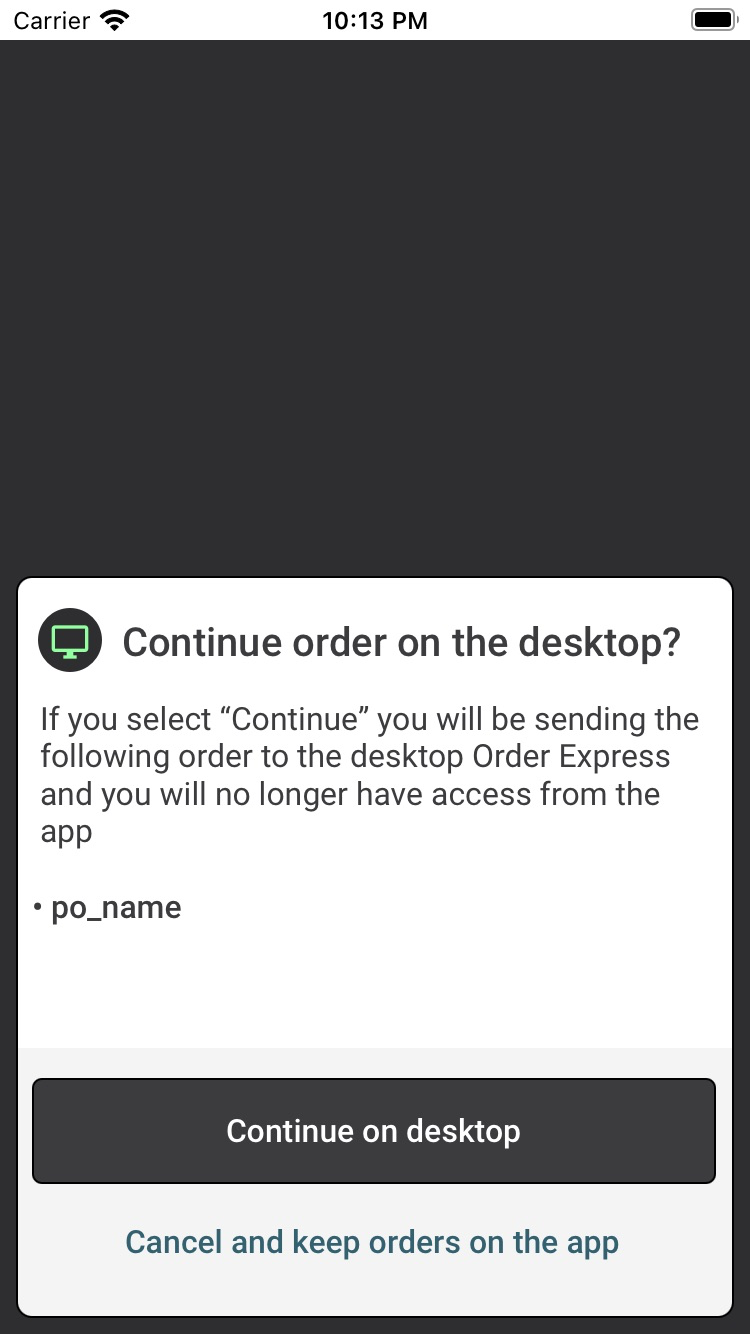 Carrier 10:13 PM
Continue order on the desktop?
If you select “Continue” you will be sending the
following order to the desktop Order Express
and you will no longer have access from the
app
• po_name
Continue on desktop
Cancel and keep orders on the app